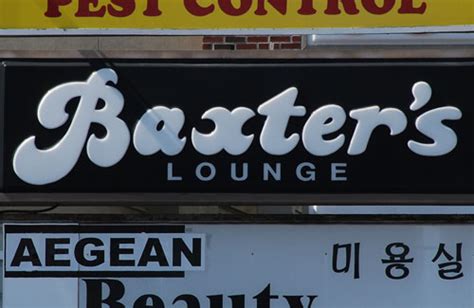 PEST CONTROL
Baxter's
LOUNGE
AEGEAN
미용실
Beauty